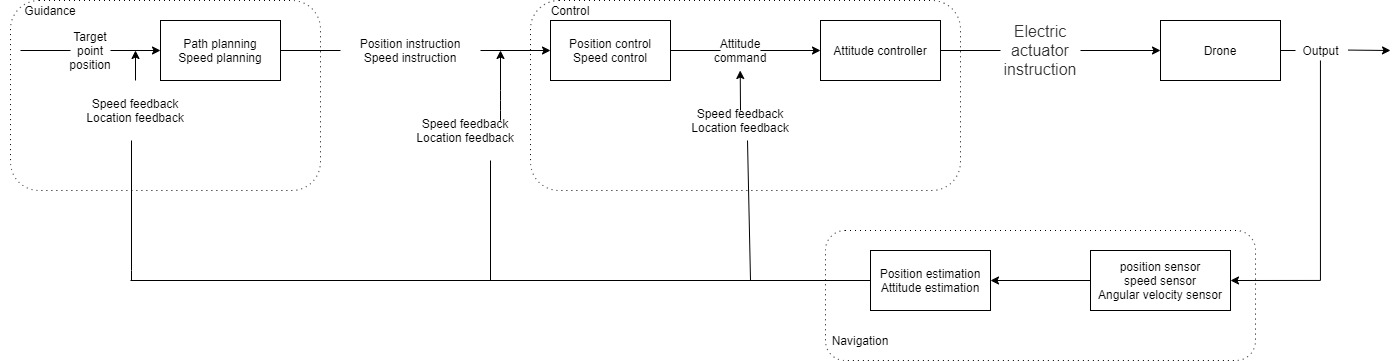 Guidance
Target
point
position
Path planning
Speed planning
Speed feedback
Location feedback
Position instruction
Speed instruction
Speed feedback
Location feedback
Control
Position control
Speed control
Attitude
command
Speed feedback
Location feedback
Attitude controller
Electric
actuator
instruction
Drone
Output
Position estimation
Attitude estimation
position sensor
speed sensor
Angular velocity sensor
Navigation